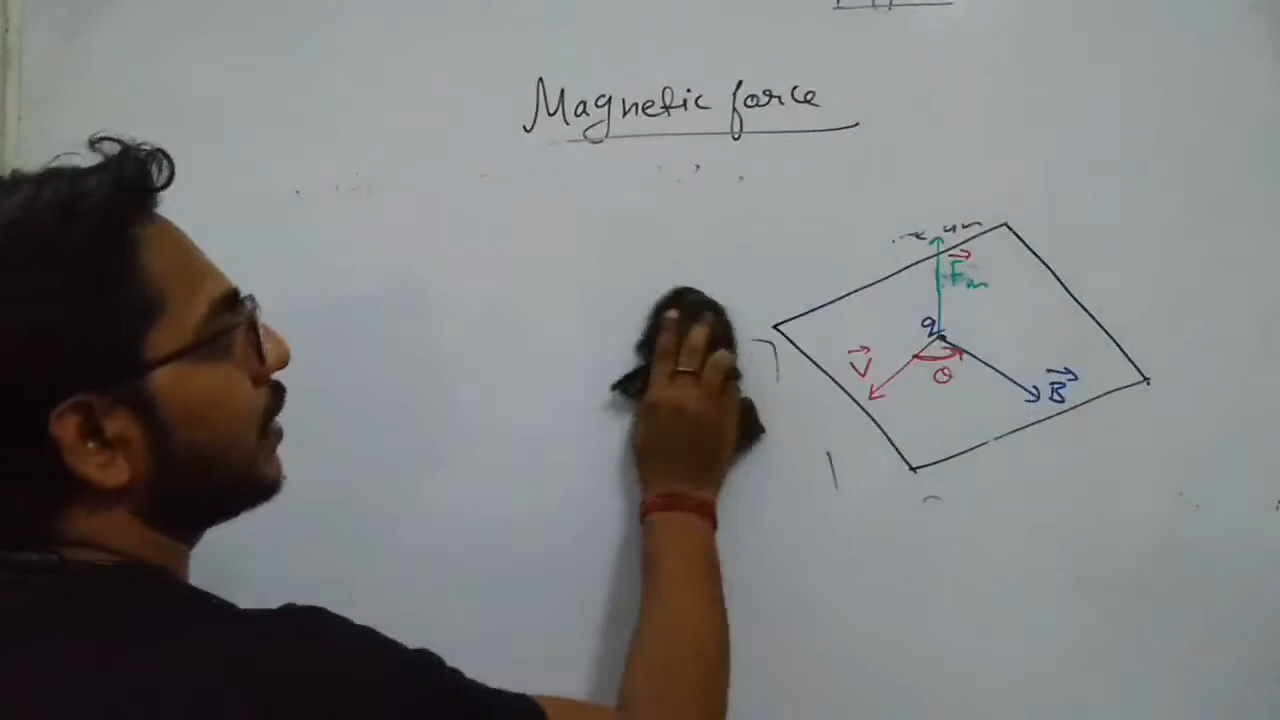 Magnetic force
F⃗m
q
V⃗
θ
B⃗